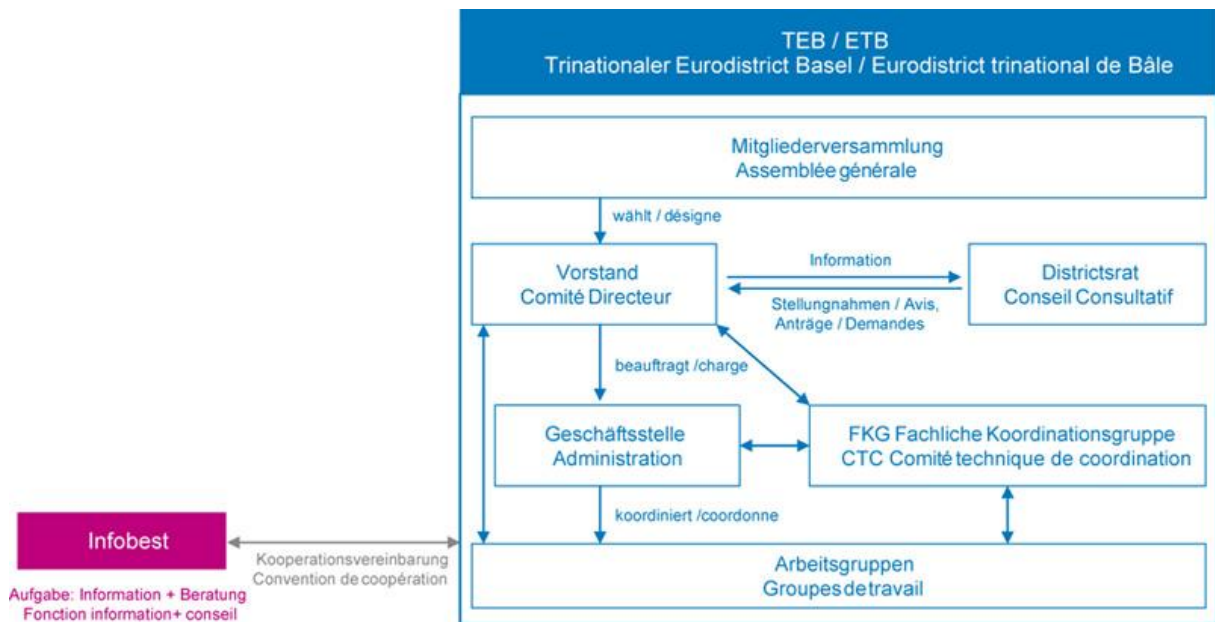 TEB / ETB
Trinationaler Eurodistrict Basel / Eurodistrict trinational de Bâle
Mitgliederversammlung
Assemblée générale
wählt / désigne
Vorstand
Comité Directeur
Information
Stellungnahmen / Avis,
Anträge / Demandes
Districtsrat
Conseil Consultatif
beauftragt /charge
Geschäftsstelle
Administration
FKG Fachliche Koordinationsgruppe
CTC Comité technique de coordination
koordiniert /coordonne
Infobest
Kooperationsvereinbarung
Convention de coopération
Arbeitsgruppen
Groupes de travail
Aufgabe: Information + Beratung
Fonction information+ conseil